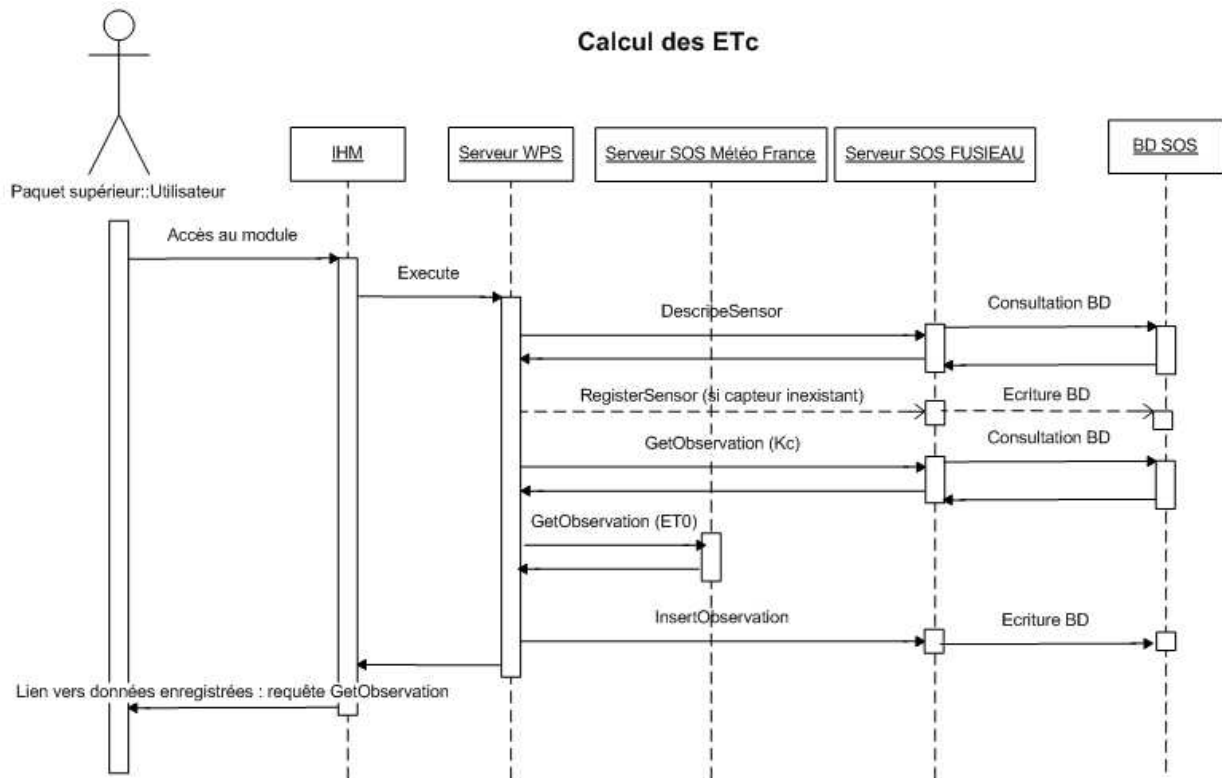 Calcul des ETc
IHM
Serveur WPS
Serveur SOS Météo France
Serveur SOS FUSIEAU
BD SOS
Paquet supérieur::Utilisateur
Accès au module
Execute
DescribeSensor
Consultation BD
RegisterSensor (si capteur inexistant)
Ecriture BD
GetObservation (Kc)
Consultation BD
GetObservation (ET0)
InsertObservation
Ecriture BD
Lien vers données enregistrées : requête GetObservation